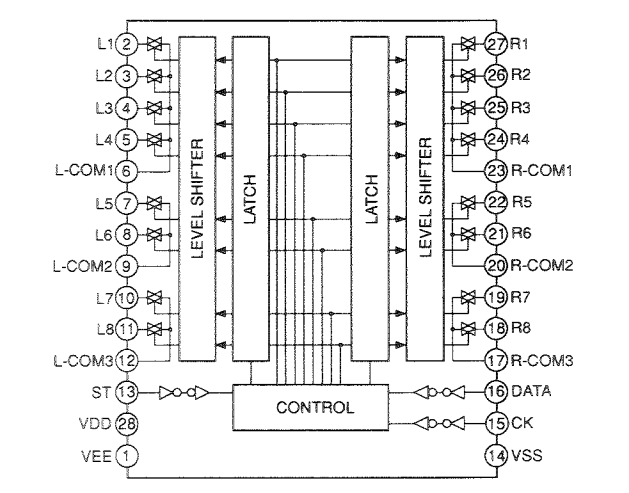 L1 2 27 R1
L2 3 26 R2
L3 4 25 R3
L4 5 24 R4
L-COM1 6 23 R-COM1
L5 7 22 R5
L6 8 21 R6
L-COM2 9 20 R-COM2
L7 10 19 R7
L8 11 18 R8
L-COM3 12 17 R-COM3
LEVEL SHIFTER
LATCH
LATCH
LEVEL SHIFTER
ST 13 16 DATA
CONTROL
VDD 28 15 CK
VEE 1 14 VSS